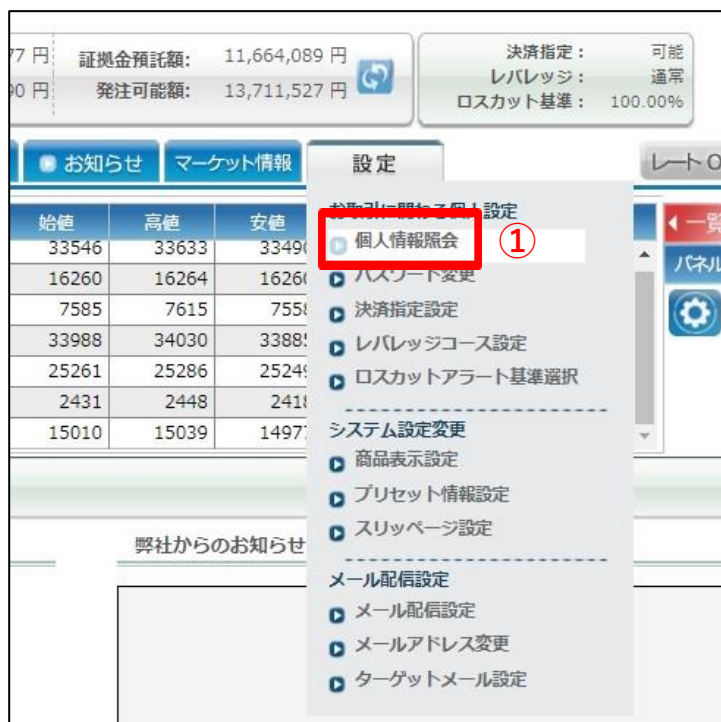 77 円 証拠金預託額: 11,664,089 円 決済指定： 可能
90 円 発注可能額: 13,711,527 円 レバレッジ： 通常
ロスカット基準： 100.00%
お知らせ マーケット情報 設定 レート
始値 高値 安値 お取引に関わる個人設定 一覧
33546 33633 33490 個人情報照会 ①
パネル
16260 16264 16260 パスワード変更
7585 7615 7558 決済指定設定
33988 34030 33885 レバレッジコース設定
25261 25286 25249 ロスカットアラート基準選択
2431 2448 2418
15010 15039 1497 システム設定変更
商品表示設定
プリセット情報設定
スリッページ設定
弊社からのお知らせ
メール配信設定
メール配信設定
メールアドレス変更
ターゲットメール設定